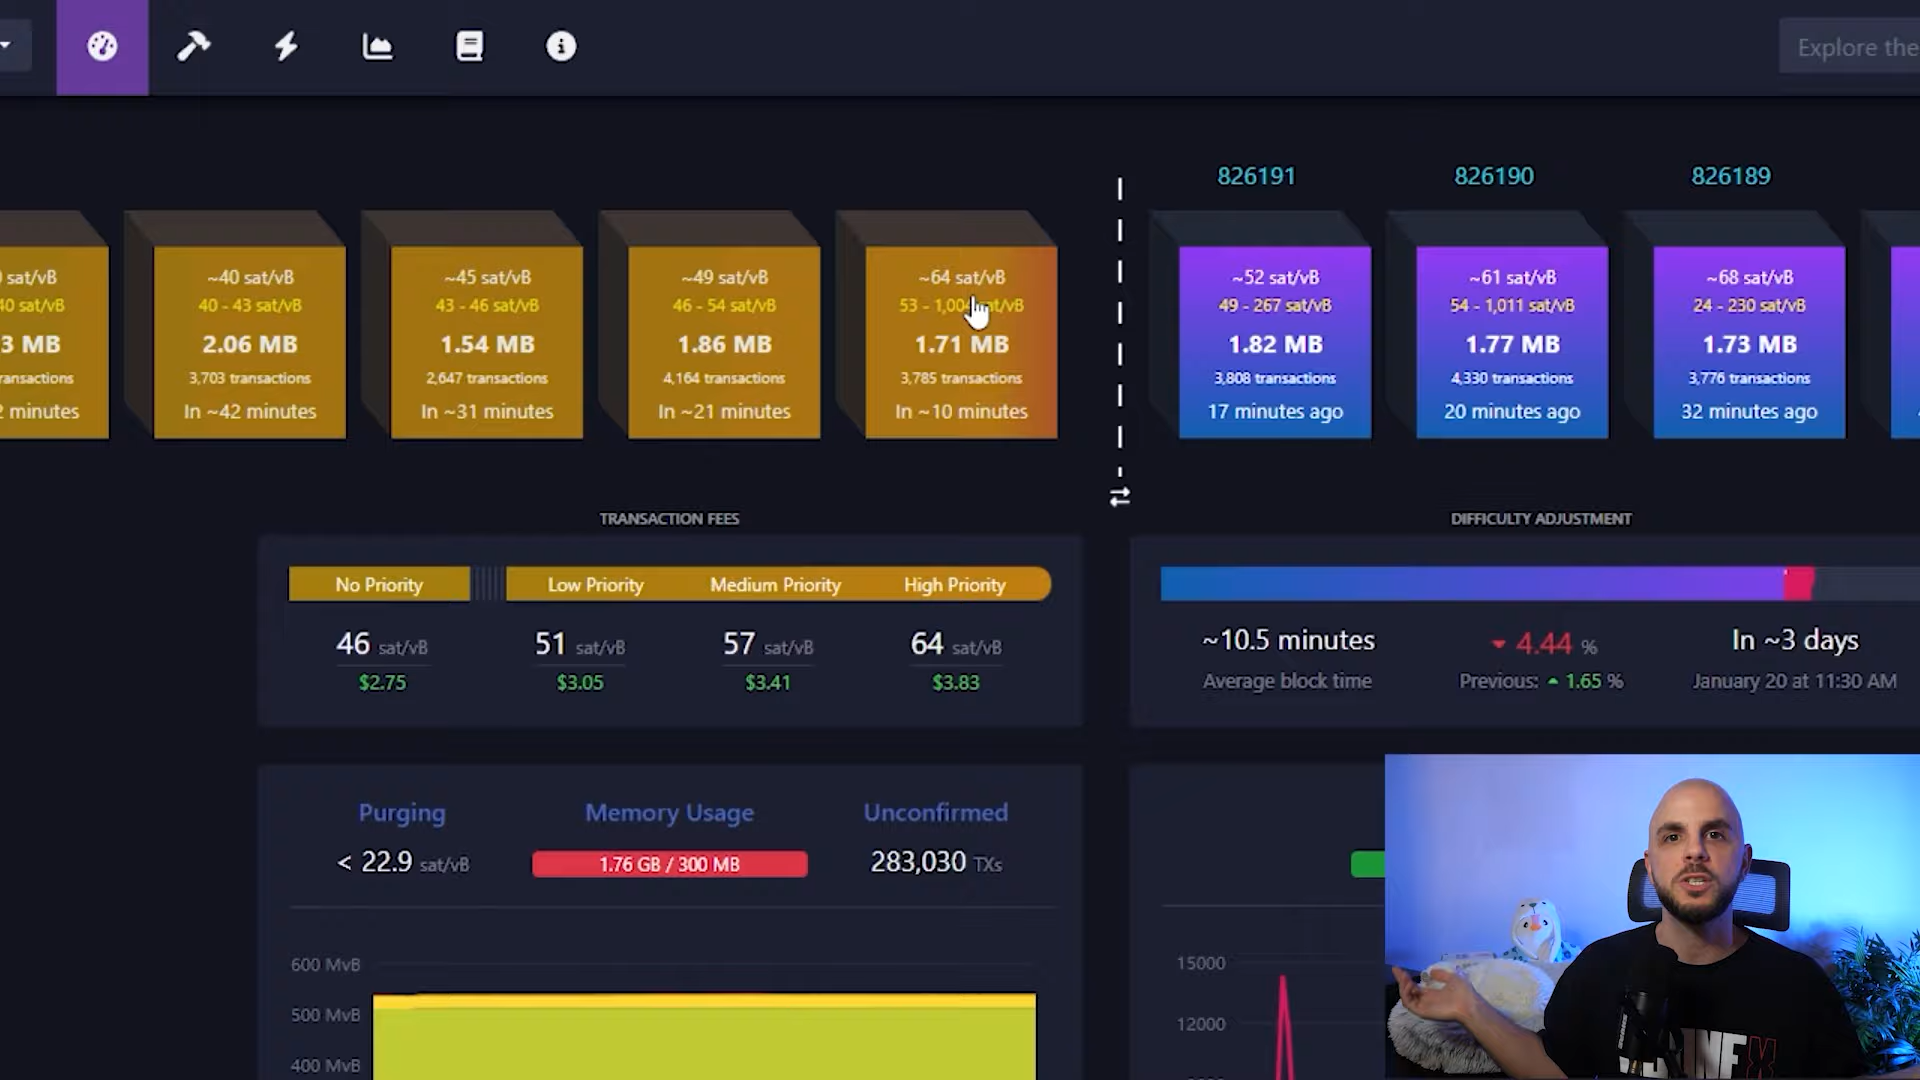 Explore the
826191
826190
826189
sat/vB
40 sat/vB
3 MB
ransactions
2 minutes
~40 sat/vB
40 - 43 sat/vB
2.06 MB
3,703 transactions
In ~42 minutes
~45 sat/vB
43 - 46 sat/vB
1.54 MB
2,647 transactions
In ~31 minutes
~49 sat/vB
46 - 54 sat/vB
1.86 MB
4,164 transactions
In ~21 minutes
~64 sat/vB
53 - 1,004 sat/vB
1.71 MB
3,785 transactions
In ~10 minutes
~52 sat/vB
49 - 267 sat/vB
1.82 MB
3,808 transactions
17 minutes ago
~61 sat/vB
54 - 1,011 sat/vB
1.77 MB
4,330 transactions
20 minutes ago
~68 sat/vB
24 - 230 sat/vB
1.73 MB
3,776 transactions
32 minutes ago
TRANSACTION FEES
No Priority Low Priority Medium Priority High Priority
46 sat/vB 51 sat/vB 57 sat/vB 64 sat/vB
$2.75 $3.05 $3.41 $3.83
DIFFICULTY ADJUSTMENT
~10.5 minutes 4.44 % In ~3 days
Average block time Previous: 1.65 % January 20 at 11:30 AM
Purging Memory Usage Unconfirmed
< 22.9 sat/vB 1.76 GB / 300 MB 283,030 TXs
600 MvB
500 MvB
400 MvB
15000
12000